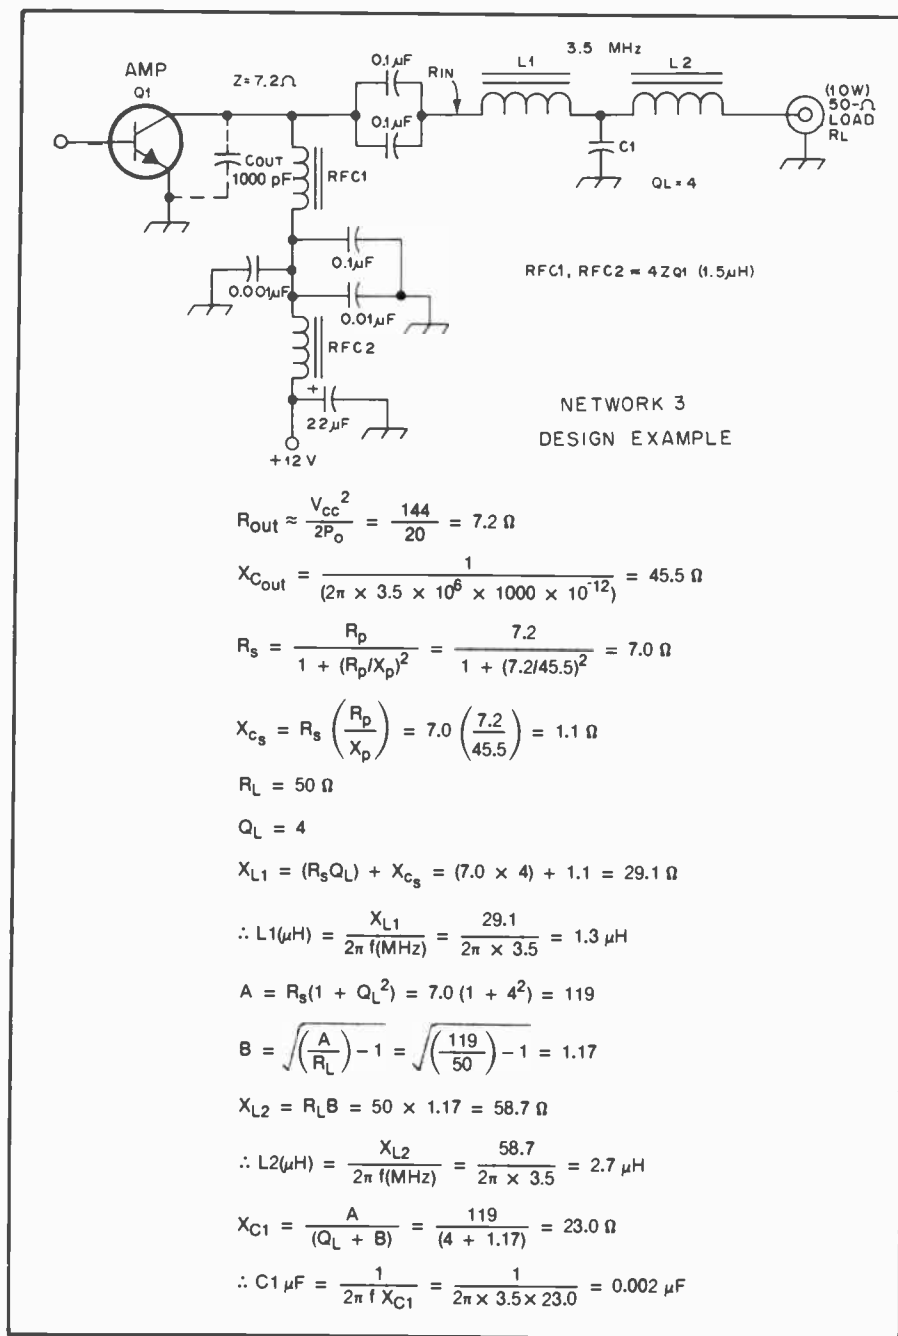 3.5 MHz
AMP
Q1
Z=7.2Ω
0.1µF
RIN
L1
L2
(10W)
50-Ω
LOAD
RL
0.1µF
C1
COUT
1000 pF
RFC1
QL = 4
0.1µF
0.001µF
RFC1, RFC2 ≈ 4ZQ1 (1.5µH)
0.01µF
RFC2
+
22µF
+12 V
NETWORK 3
DESIGN EXAMPLE
Rout ≈ Vcc² / 2Po = 144 / 20 = 7.2 Ω
XCout = 1 / (2π × 3.5 × 10⁶ × 1000 × 10⁻¹²) = 45.5 Ω
Rs = Rp / 1 + (Rp/Xp)² = 7.2 / 1 + (7.2/45.5)² = 7.0 Ω
Xcs = Rs (Rp / Xp) = 7.0 (7.2 / 45.5) = 1.1 Ω
RL = 50 Ω
QL = 4
XL1 = (RsQL) + Xcs = (7.0 × 4) + 1.1 = 29.1 Ω
∴ L1(µH) = XL1 / 2π f(MHz) = 29.1 / 2π × 3.5 = 1.3 µH
A = Rs(1 + QL²) = 7.0 (1 + 4²) = 119
B = √(A / RL) − 1 = √(119 / 50) − 1 = 1.17
XL2 = RLB = 50 × 1.17 = 58.7 Ω
∴ L2(µH) = XL2 / 2π f(MHz) = 58.7 / 2π × 3.5 = 2.7 µH
XC1 = A / (QL + B) = 119 / (4 + 1.17) = 23.0 Ω
∴ C1 µF = 1 / 2π f XC1 = 1 / 2π × 3.5 × 23.0 = 0.002 µF